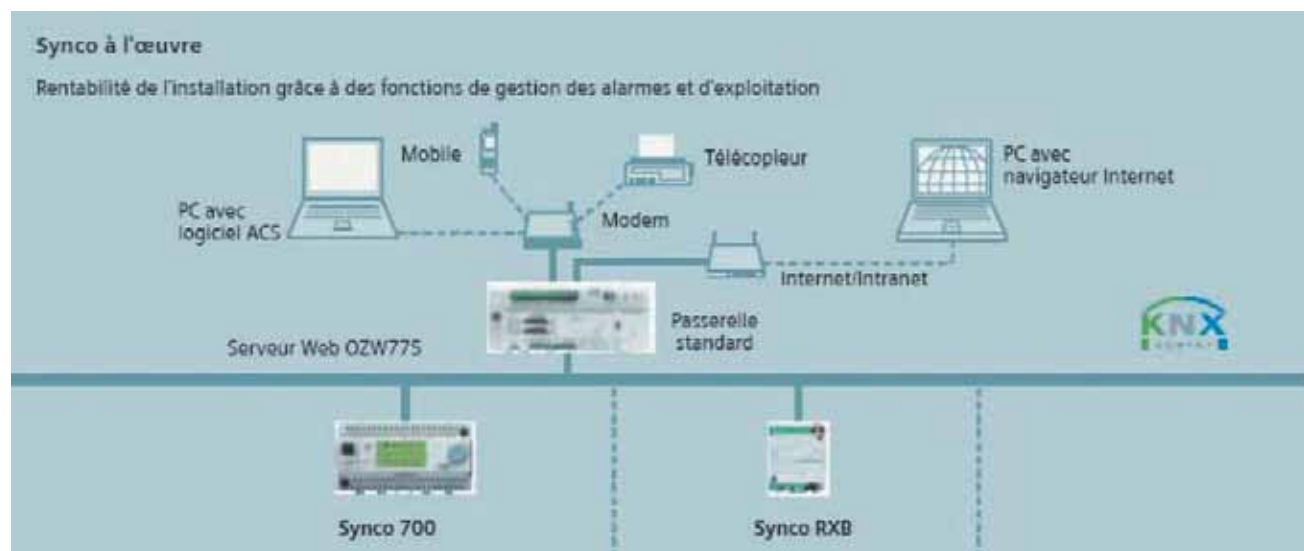 Synco à l'œuvre
Rentabilité de l'installation grâce à des fonctions de gestion des alarmes et d'exploitation
Mobile
Télécopieur
PC avec
navigateur Internet
PC avec
logiciel ACS
Modem
Internet/Intranet
Passerelle
standard
Serveur Web OZW775
KNX
Synco 700
Synco RXB